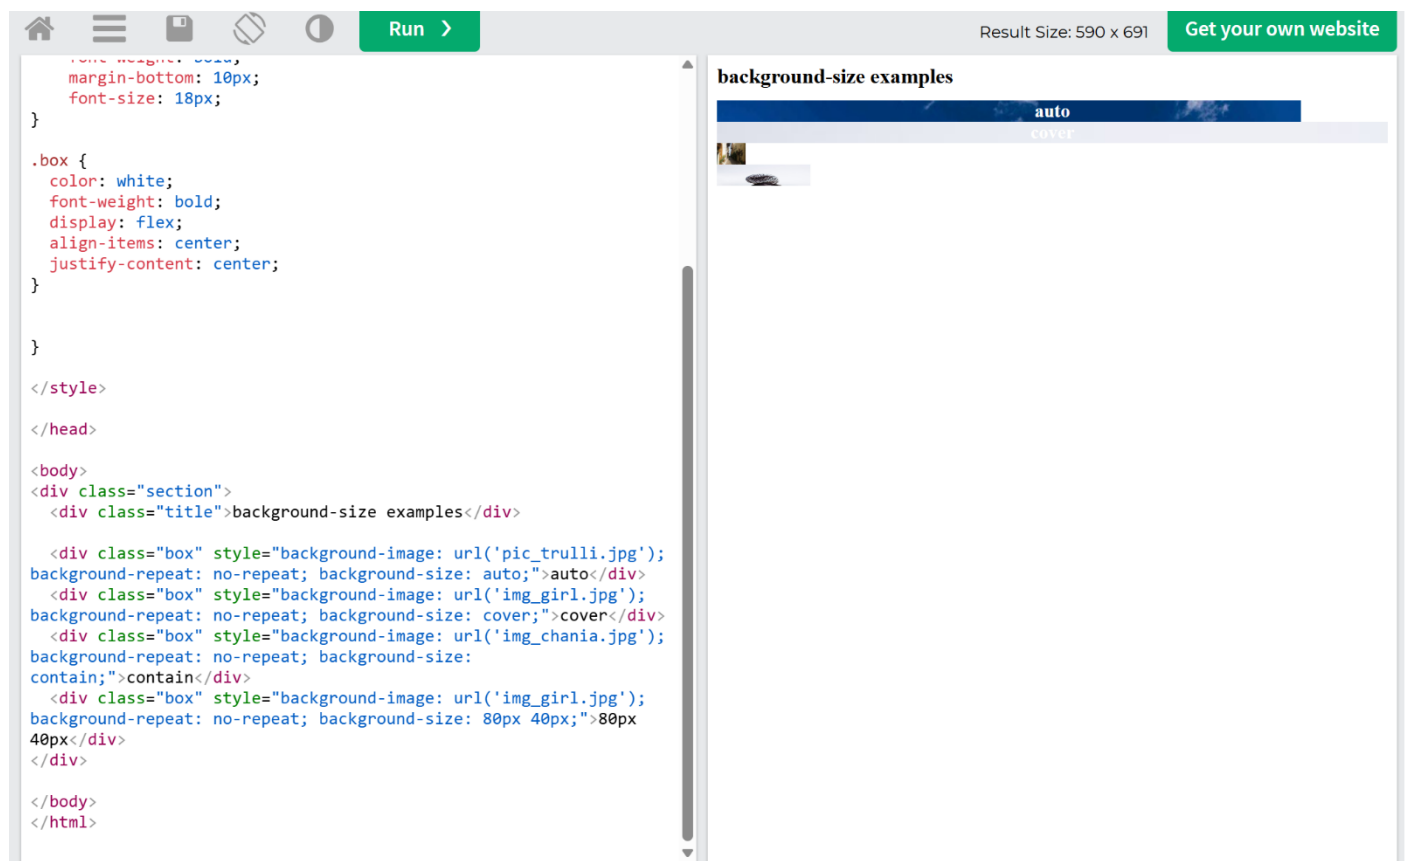 Run ❯
Result Size: 590 x 691
Get your own website
font-weight: bold;
margin-bottom: 10px;
font-size: 18px;
}
.box {
color: white;
font-weight: bold;
display: flex;
align-items: center;
justify-content: center;
}
}
</style>
</head>
<body>
<div class="section">
<div class="title">background-size examples</div>
<div class="box" style="background-image: url('pic_trulli.jpg');
background-repeat: no-repeat; background-size: auto;">auto</div>
<div class="box" style="background-image: url('img_girl.jpg');
background-repeat: no-repeat; background-size: cover;">cover</div>
<div class="box" style="background-image: url('img_chania.jpg');
background-repeat: no-repeat; background-size:
contain;">contain</div>
<div class="box" style="background-image: url('img_girl.jpg');
background-repeat: no-repeat; background-size: 80px 40px;">80px
40px</div>
</div>
</body>
</html>
background-size examples
auto
cover